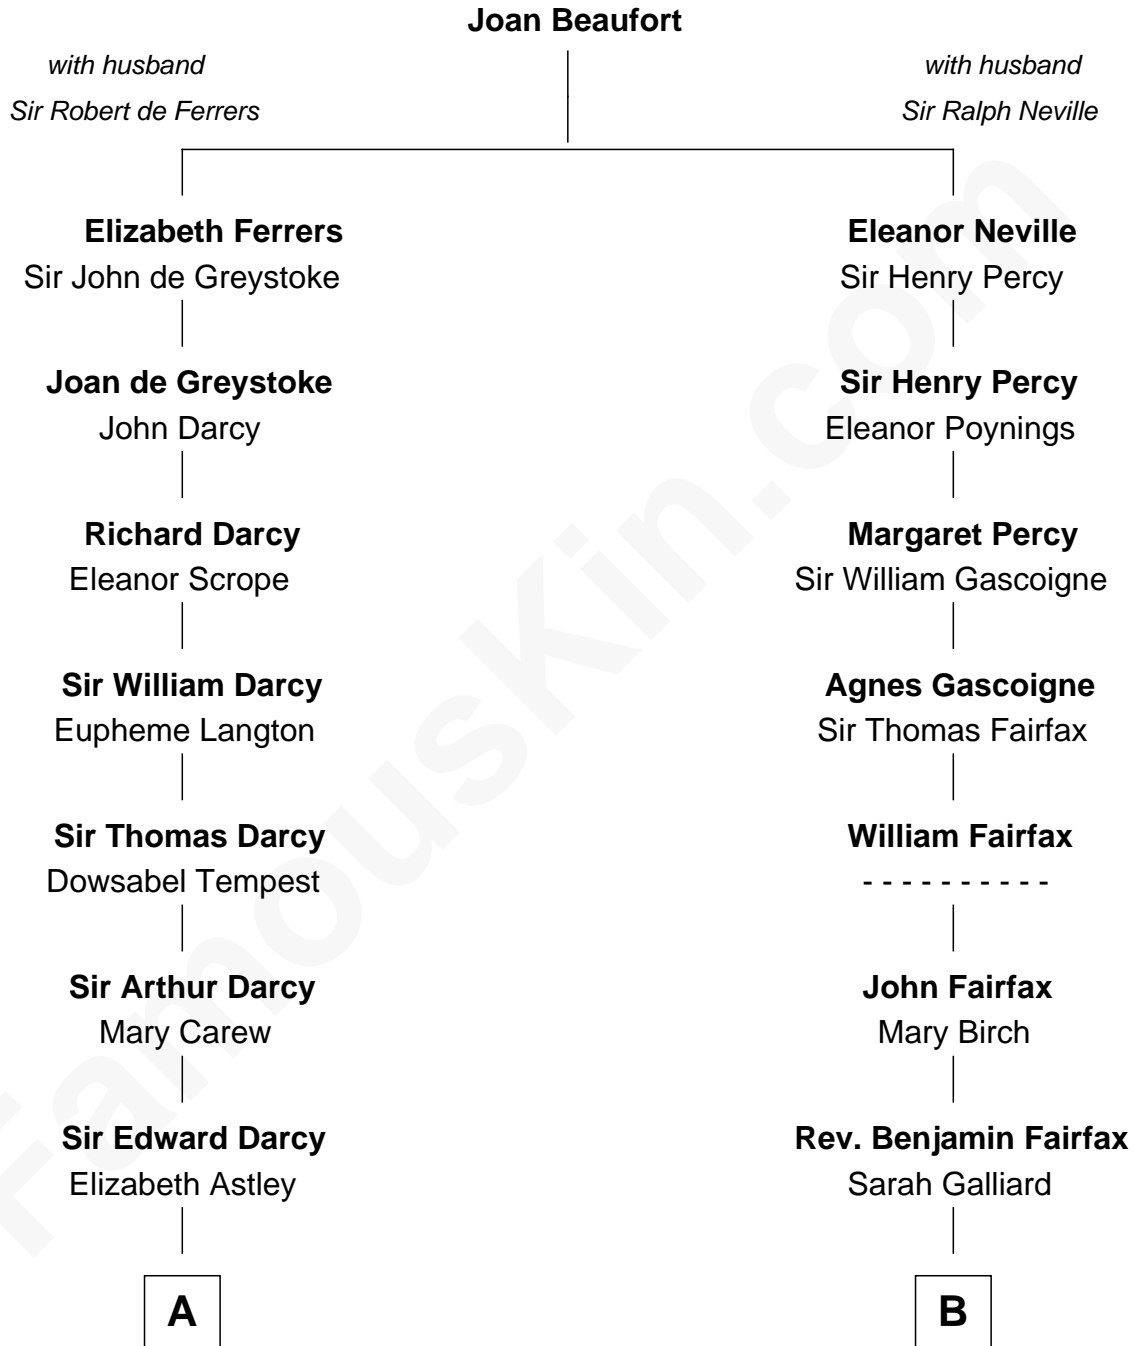 Joan Beaufort
with husband
Sir Robert de Ferrers
with husband
Sir Ralph Neville
Elizabeth Ferrers
Sir John de Greystoke
Eleanor Neville
Sir Henry Percy
Joan de Greystoke
John Darcy
Sir Henry Percy
Eleanor Poynings
Richard Darcy
Eleanor Scrope
Margaret Percy
Sir William Gascoigne
Sir William Darcy
Eupheme Langton
Agnes Gascoigne
Sir Thomas Fairfax
Sir Thomas Darcy
Dowsabel Tempest
William Fairfax
- - - - - - - - - -
Sir Arthur Darcy
Mary Carew
John Fairfax
Mary Birch
Sir Edward Darcy
Elizabeth Astley
Rev. Benjamin Fairfax
Sarah Galliard
A
B
FamousKin.com